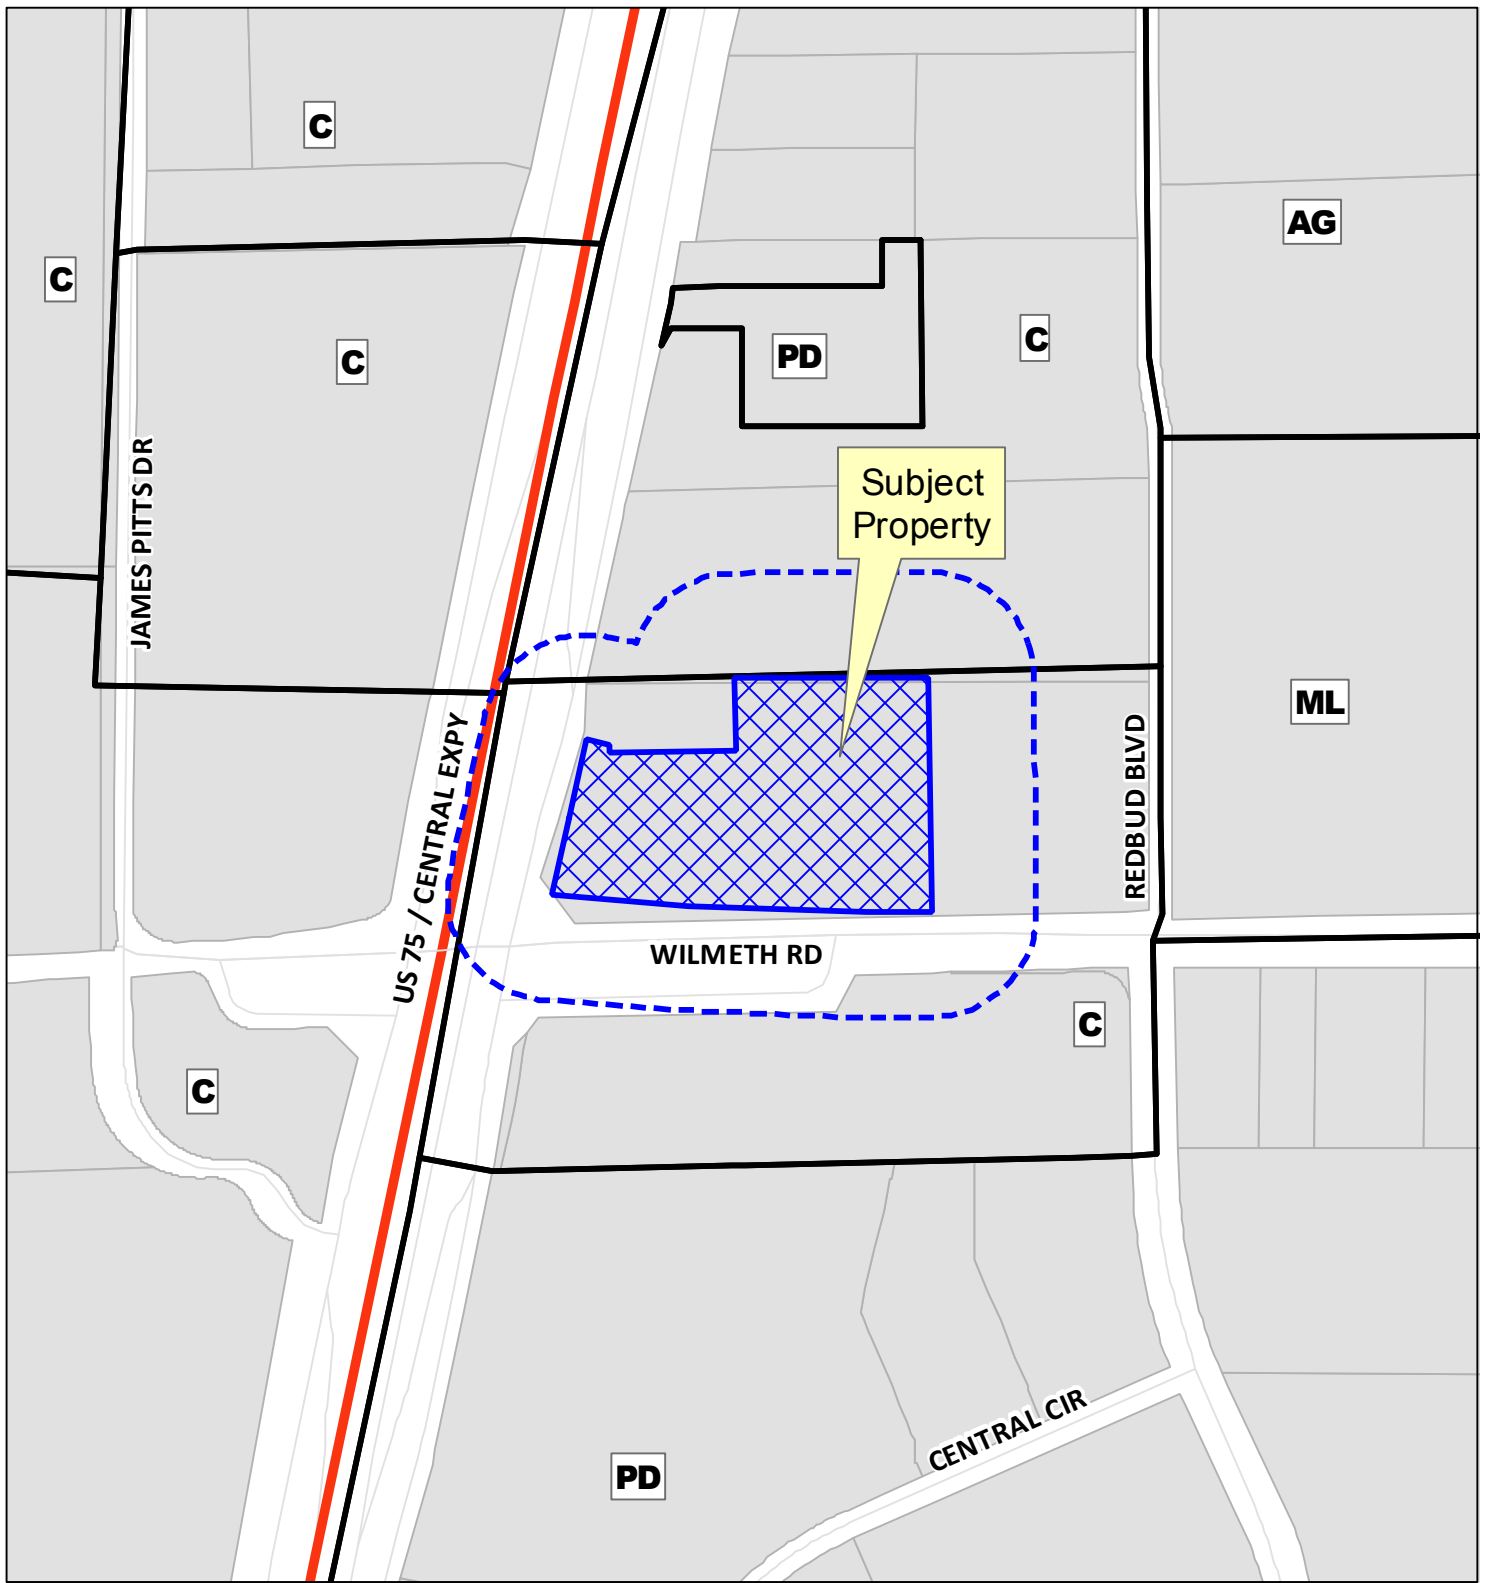 C
AG
C
C
PD
C
Subject
Property
JAMES PITTS DR
ML
US 75 / CENTRAL EXPY
REDBUD BLVD
WILMETH RD
C
C
CENTRAL CIR
PD